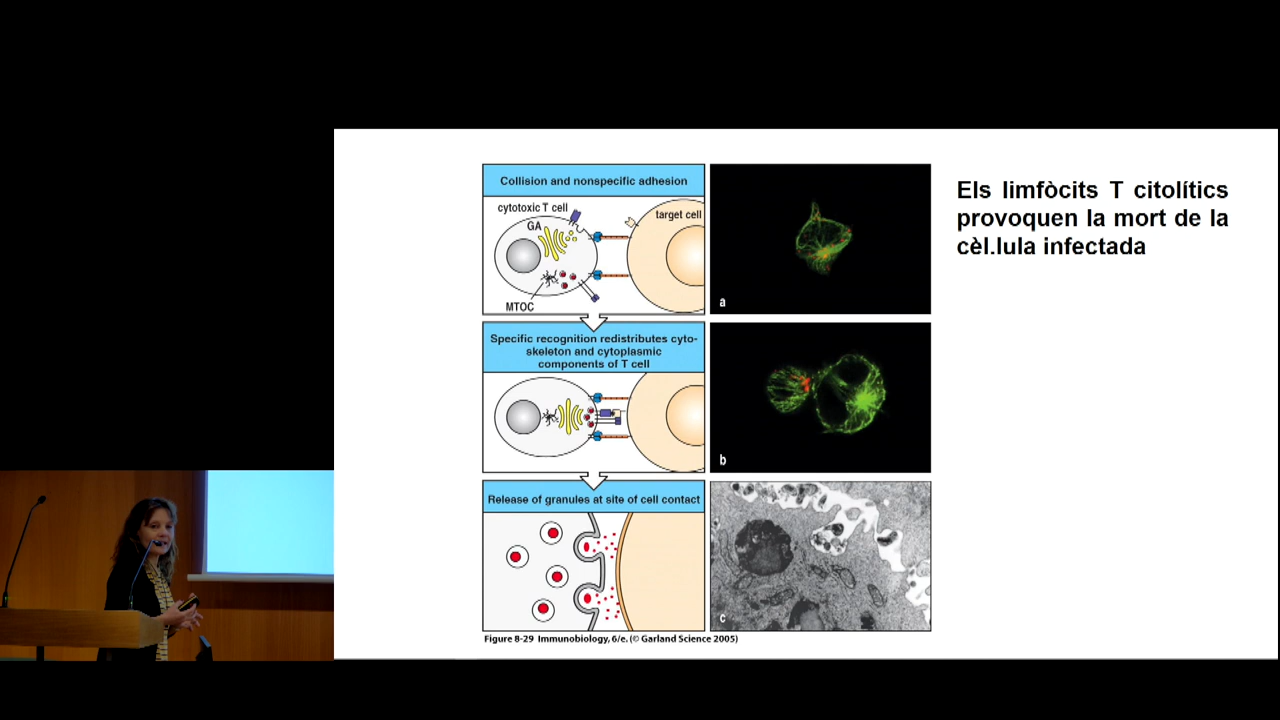 Collision and nonspecific adhesion
cytotoxic T cell
GA
target cell
MTOC
a
Els limfòcits T citolítics
provoquen la mort de la
cèl.lula infectada
Specific recognition redistributes cyto-
skeleton and cytoplasmic
components of T cell
b
Release of granules at site of cell contact
c
Figure 8-29 Immunobiology, 6/e. (© Garland Science 2005)